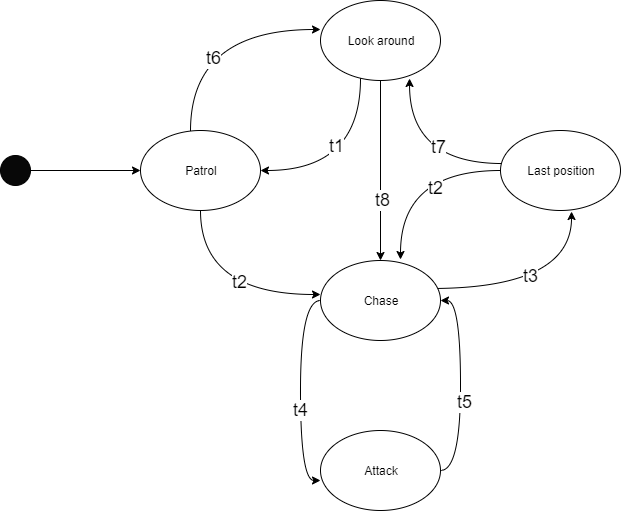 Look around
t6
t1
t7
Patrol
Last position
t2
t8
t2
t3
Chase
t4
t5
Attack